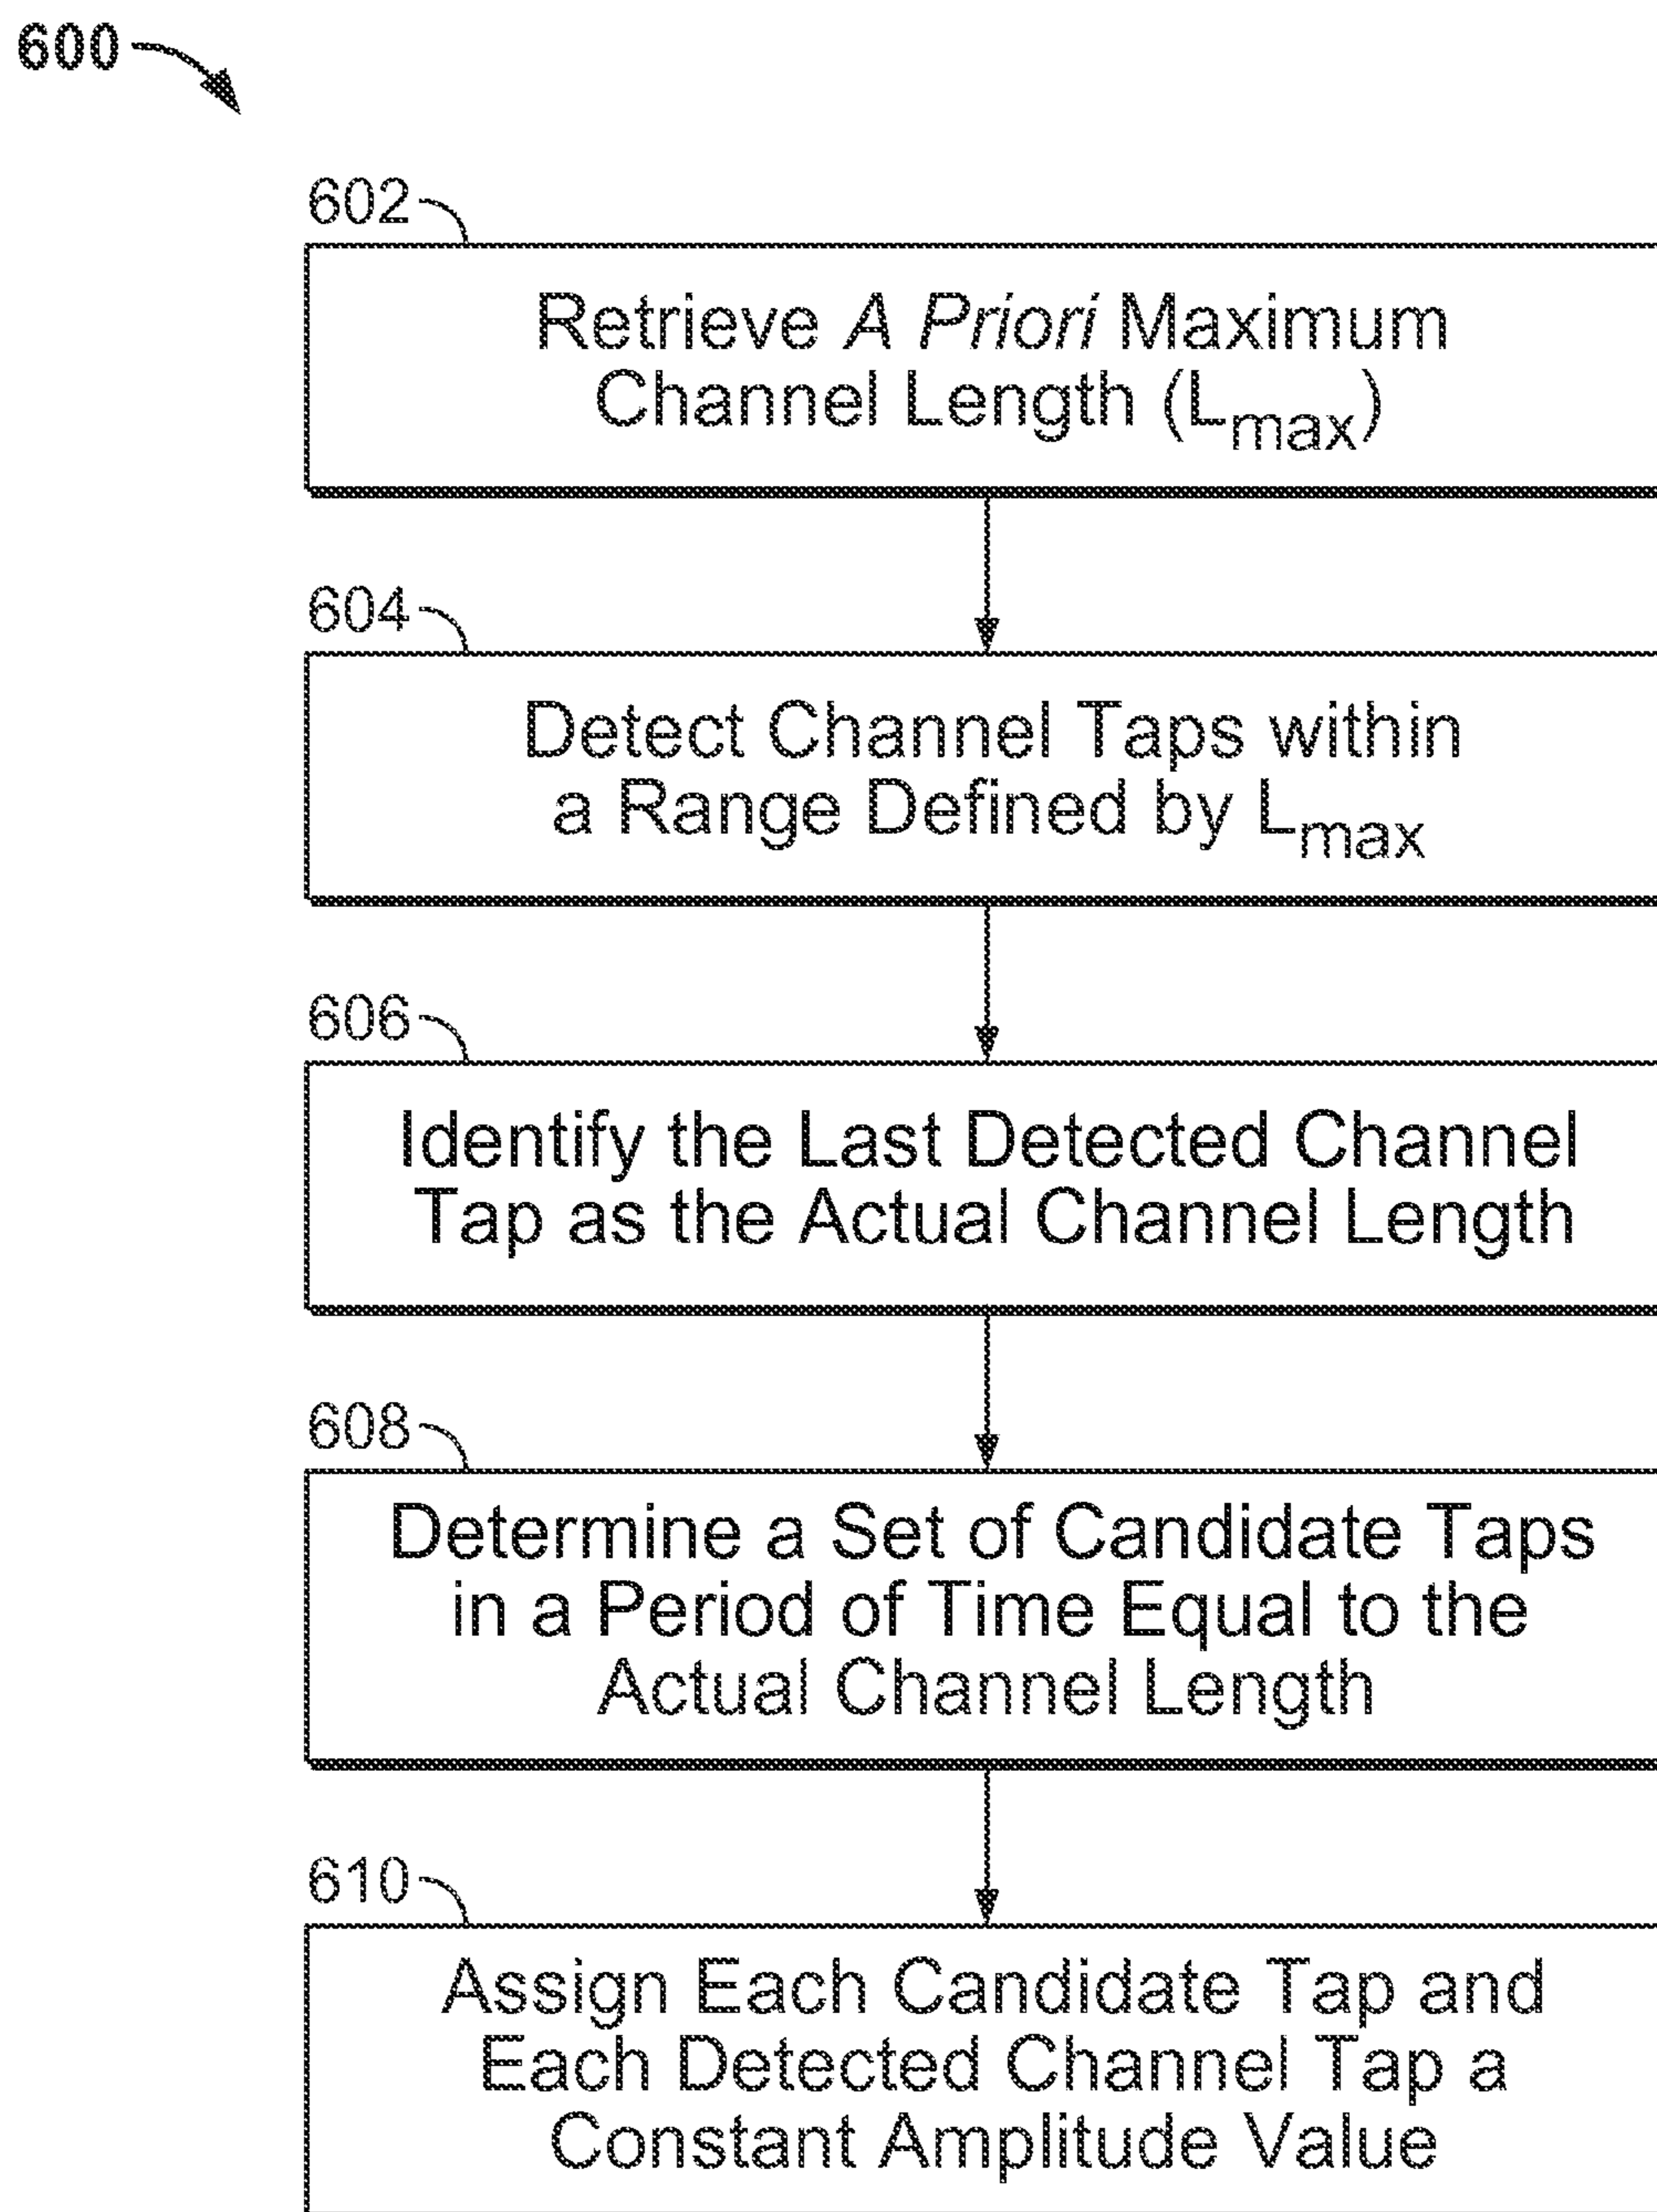 600
602
Retrieve A Priori Maximum
Channel Length (Lmax)
604
Detect Channel Taps within
a Range Defined by Lmax
606
Identify the Last Detected Channel
Tap as the Actual Channel Length
608
Determine a Set of Candidate Taps
in a Period of Time Equal to the
Actual Channel Length
610
Assign Each Candidate Tap and
Each Detected Channel Tap a
Constant Amplitude Value